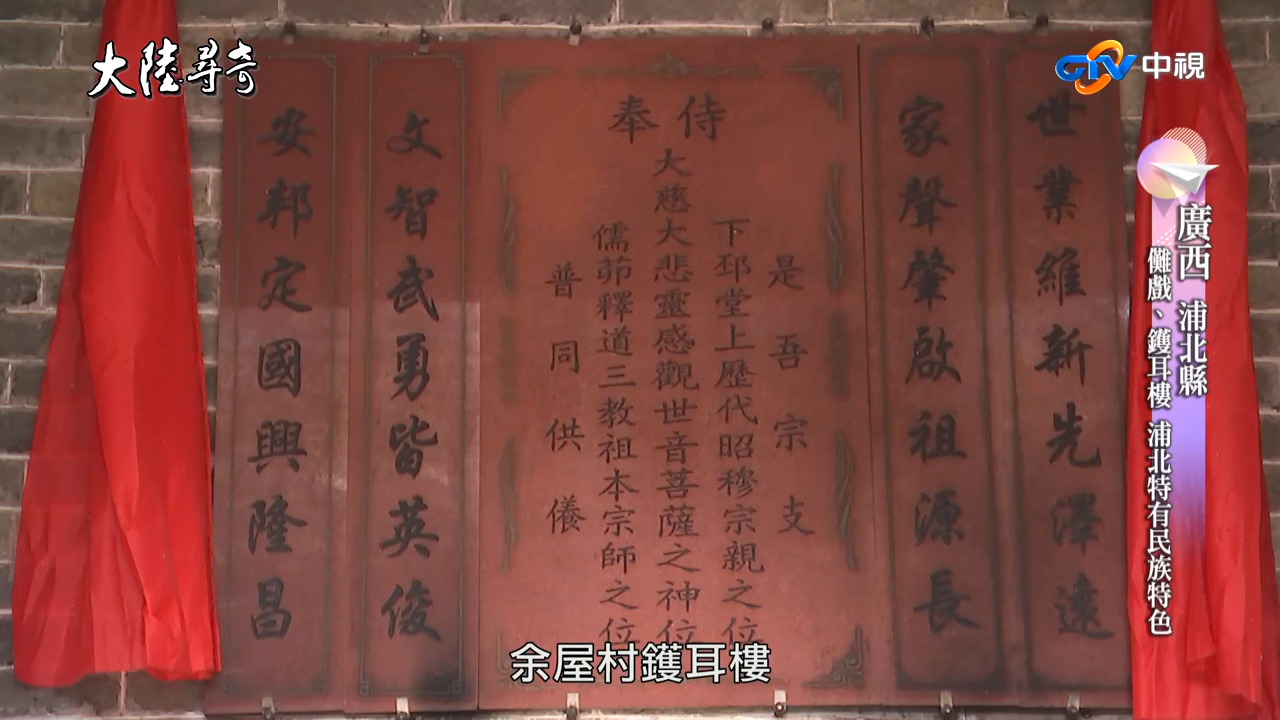 大陸尋奇
CTV中視
廣西 浦北縣
儺戲、鑊耳樓 浦北特有民族特色
世業維新先澤遠
家聲肇啟祖源長
侍奉
是吾宗支
下邳堂上歷代昭穆宗親之位
大慈大悲靈感觀世音菩薩之神位
儒茆釋道三教祖本宗師之位
普同供儀
文智武勇皆英俊
安邦定國興隆昌
余屋村鑊耳樓